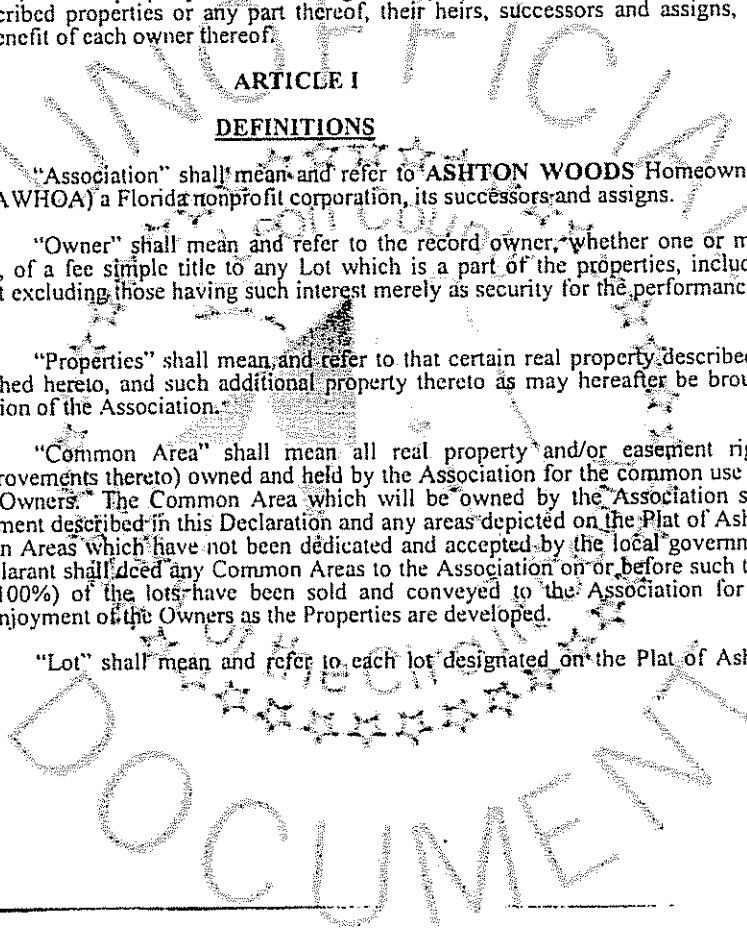 cribed properties or any part thereof, their heirs, successors and assigns,
enefit of each owner thereof.
ARTICLE I
DEFINITIONS
"Association" shall mean and refer to ASHTON WOODS Homeown
AWHOA) a Florida nonprofit corporation, its successors and assigns.
"Owner" shall mean and refer to the record owner, whether one or m
, of a fee simple title to any Lot which is a part of the properties, includ
t excluding those having such interest merely as security for the performanc
"Properties" shall mean and refer to that certain real property described
hed hereto, and such additional property thereto as may hereafter be brou
tion of the Association.
"Common Area" shall mean all real property and/or easement rig
rovements thereto) owned and held by the Association for the common use
Owners. The Common Area which will be owned by the Association s
ment described in this Declaration and any areas depicted on the Plat of Ash
n Areas which have not been dedicated and accepted by the local governm
larant shall deed any Common Areas to the Association on or before such t
100%) of the lots have been sold and conveyed to the Association for
njoyment of the Owners as the Properties are developed.
"Lot" shall mean and refer to each lot designated on the Plat of Ash
UNOFFICIAL
DOCUMENT